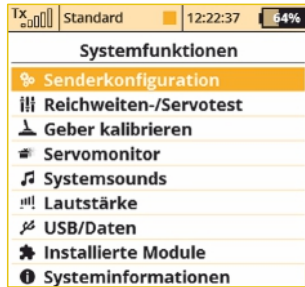 Tx Standard 12:22:37 64%
Systemfunktionen
Senderkonfiguration
Reichweiten-/Servotest
Geber kalibrieren
Servomonitor
Systemsounds
Lautstärke
USB/Daten
Installierte Module
Systeminformationen